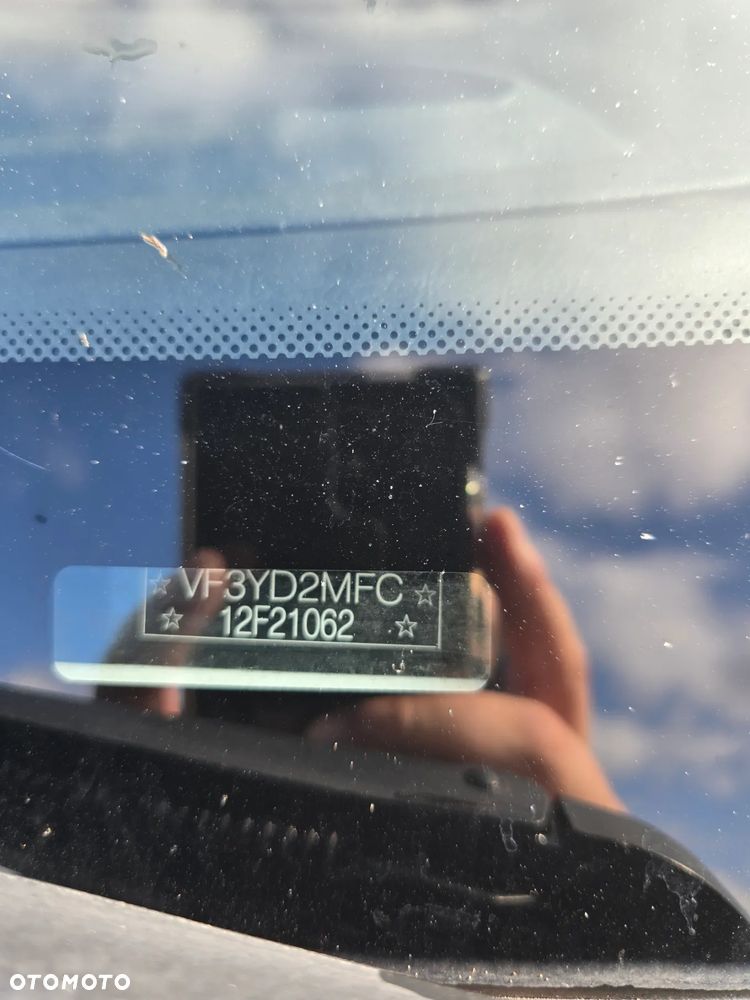 ☆ VF3YD2MFC ☆
☆ 12F21062 ☆
OTOMOTO